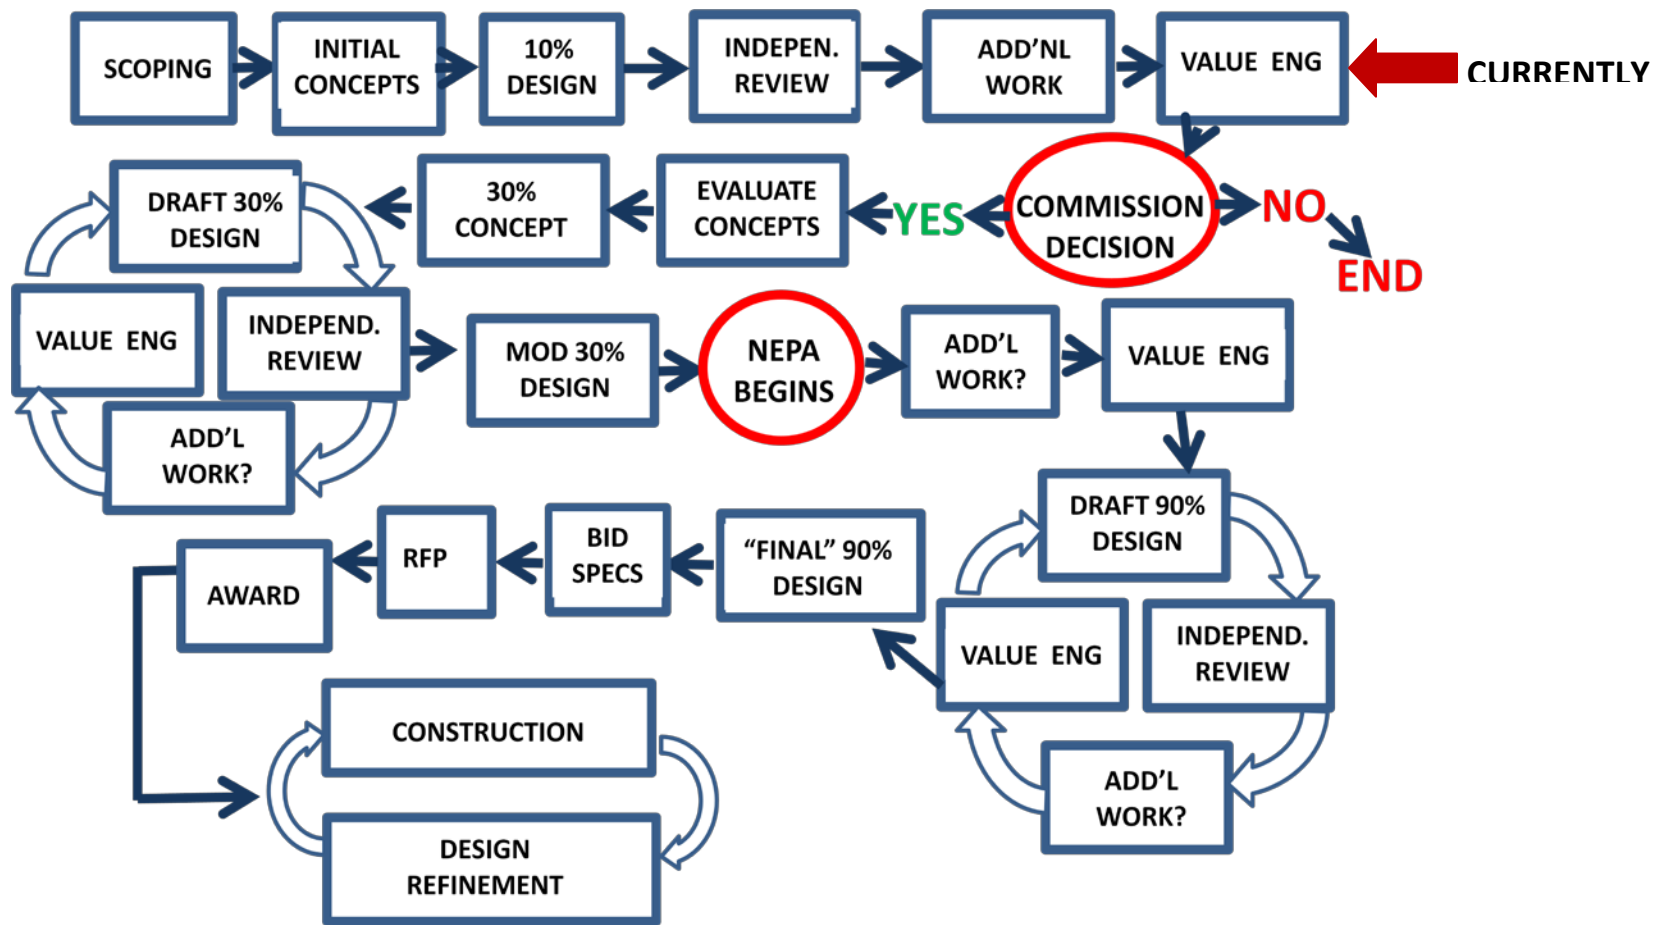 SCOPING
INITIAL
CONCEPTS
10%
DESIGN
INDEPEN.
REVIEW
ADD'NL
WORK
VALUE ENG
CURRENTLY
DRAFT 30%
DESIGN
30%
CONCEPT
EVALUATE
CONCEPTS
YES
COMMISSION
DECISION
NO
END
VALUE ENG
INDEPEND.
REVIEW
ADD'L
WORK?
MOD 30%
DESIGN
NEPA
BEGINS
ADD'L
WORK?
VALUE ENG
DRAFT 90%
DESIGN
INDEPEND.
REVIEW
ADD'L
WORK?
VALUE ENG
“FINAL” 90%
DESIGN
BID
SPECS
RFP
AWARD
CONSTRUCTION
DESIGN
REFINEMENT